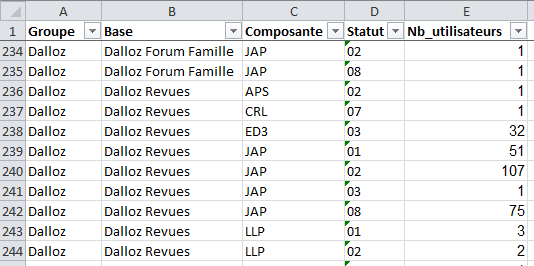 A B C D E
1 Groupe Base Composante Statut Nb_utilisateurs
234 Dalloz Dalloz Forum Famille JAP 02 1
235 Dalloz Dalloz Forum Famille JAP 08 1
236 Dalloz Dalloz Revues APS 02 1
237 Dalloz Dalloz Revues CRL 07 1
238 Dalloz Dalloz Revues ED3 03 32
239 Dalloz Dalloz Revues JAP 01 51
240 Dalloz Dalloz Revues JAP 02 107
241 Dalloz Dalloz Revues JAP 03 1
242 Dalloz Dalloz Revues JAP 08 75
243 Dalloz Dalloz Revues LLP 01 3
244 Dalloz Dalloz Revues LLP 02 2